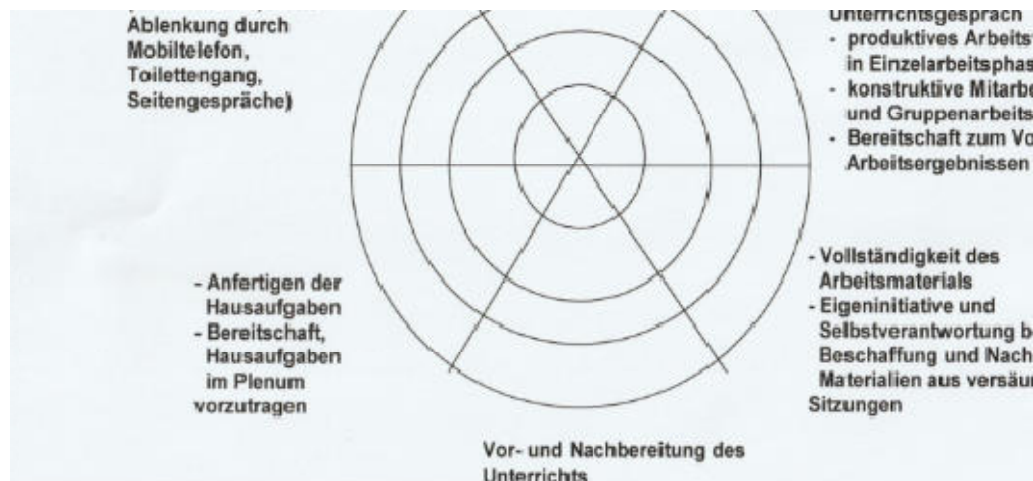 Ablenkung durch
Mobiltelefon,
Toilettengang,
Seitengespräche)
Unterrichtsgespräch
- produktives Arbeits
in Einzelarbeitsphas
- konstruktive Mitarbe
und Gruppenarbeits
- Bereitschaft zum Vo
Arbeitsergebnissen
- Anfertigen der
Hausaufgaben
- Bereitschaft,
Hausaufgaben
im Plenum
vorzutragen
- Vollständigkeit des
Arbeitsmaterials
- Eigeninitiative und
Selbstverantwortung b
Beschaffung und Nach
Materialien aus versäu
Sitzungen
Vor- und Nachbereitung des
Unterrichts